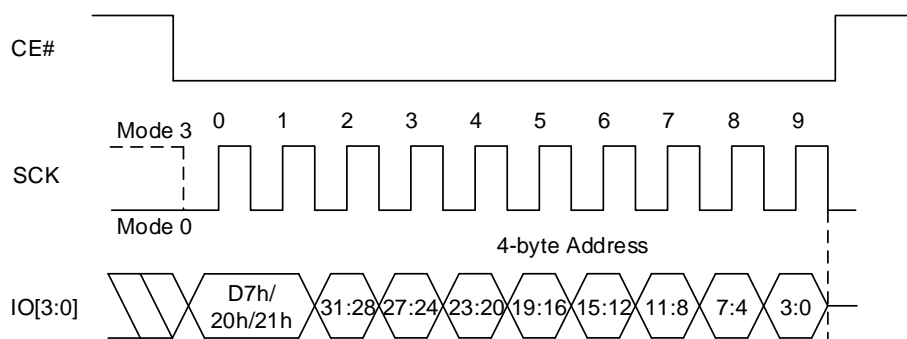 CE#
0 1 2 3 4 5 6 7 8 9
Mode 3
SCK
Mode 0
4-byte Address
IO[3:0]
D7h/
20h/21h
31:28 27:24 23:20 19:16 15:12 11:8 7:4 3:0